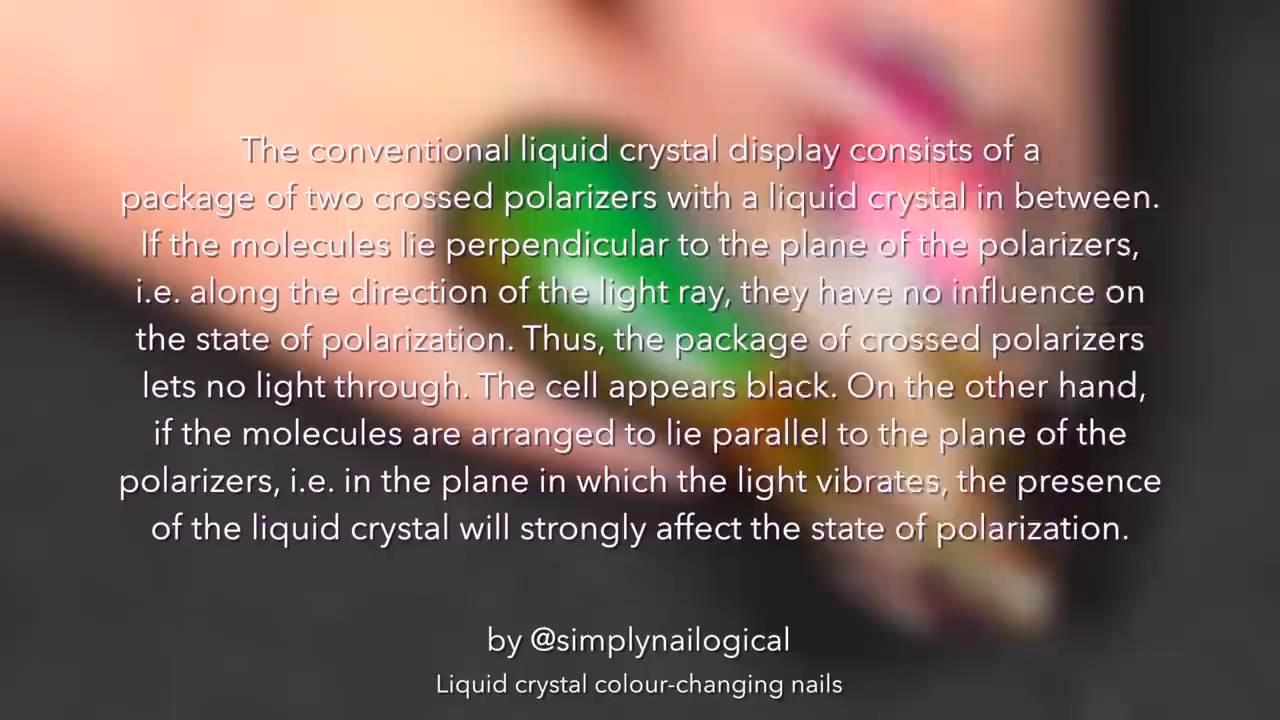 The conventional liquid crystal display consists of a
package of two crossed polarizers with a liquid crystal in between.
If the molecules lie perpendicular to the plane of the polarizers,
i.e. along the direction of the light ray, they have no influence on
the state of polarization. Thus, the package of crossed polarizers
lets no light through. The cell appears black. On the other hand,
if the molecules are arranged to lie parallel to the plane of the
polarizers, i.e. in the plane in which the light vibrates, the presence
of the liquid crystal will strongly affect the state of polarization.
by @simplynailogical
Liquid crystal colour-changing nails